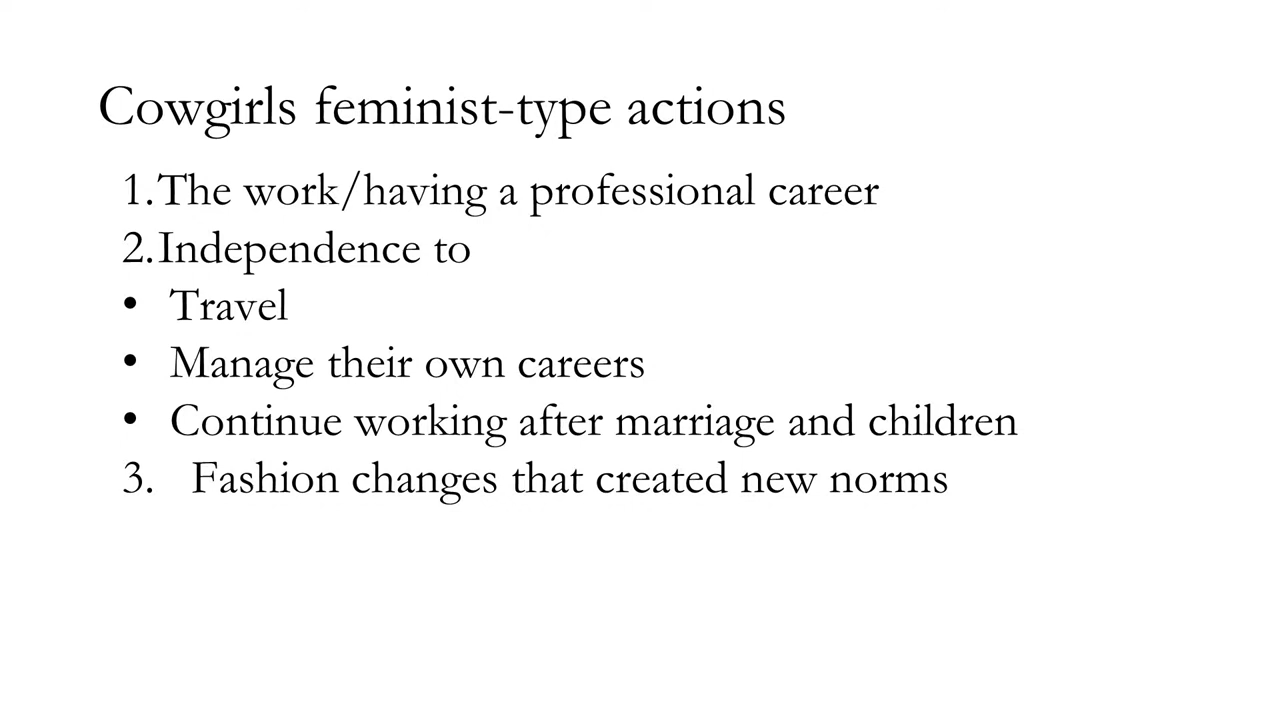 Cowgirls feminist-type actions
1. The work/having a professional career
2. Independence to
• Travel
• Manage their own careers
• Continue working after marriage and children
3. Fashion changes that created new norms